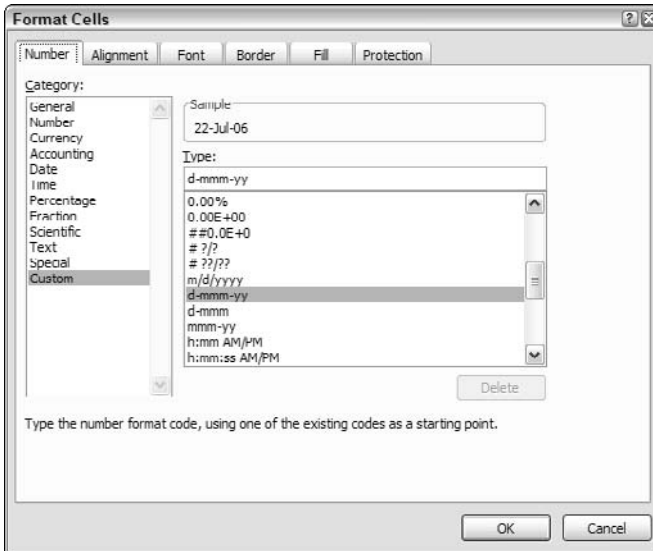 Format Cells
Number Alignment Font Border Fill Protection
Category:
General
Number
Currency
Accounting
Date
Time
Percentage
Fraction
Scientific
Text
Special
Custom
Sample
22-Jul-06
Type:
d-mmm-yy
0.00%
0.00E+00
##0.0E+0
# ?/?
# ??/??
m/d/yyyy
d-mmm-yy
d-mmm
mmm-yy
h:mm AM/PM
h:mm:ss AM/PM
Delete
Type the number format code, using one of the existing codes as a starting point.
OK Cancel